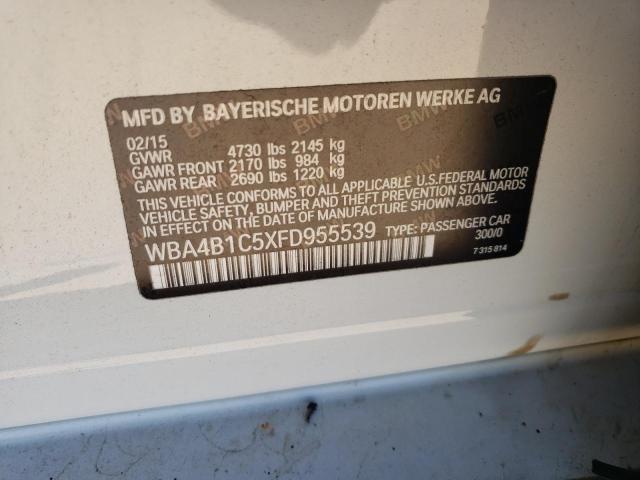 MFD BY BAYERISCHE MOTOREN WERKE AG
02/15
GVWR 4730 lbs 2145 kg
GAWR FRONT 2170 lbs 984 kg
GAWR REAR 2690 lbs 1220 kg
THIS VEHICLE CONFORMS TO ALL APPLICABLE U.S.FEDERAL MOTOR
VEHICLE SAFETY, BUMPER AND THEFT PREVENTION STANDARDS
IN EFFECT ON THE DATE OF MANUFACTURE SHOWN ABOVE.
WBA4B1C5XFD955539 TYPE: PASSENGER CAR
300/0
7 315 814